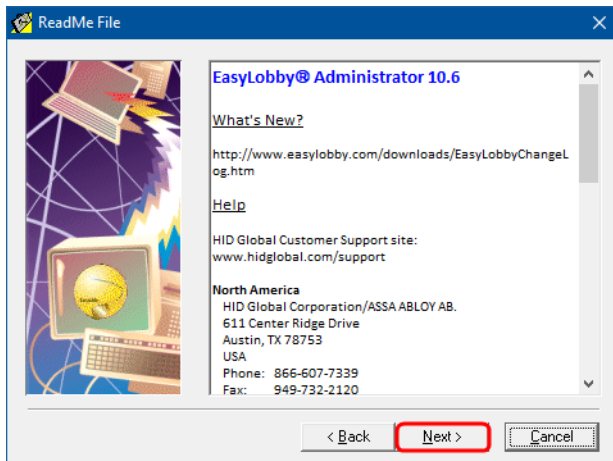 ReadMe File
EasyLobby® Administrator 10.6
What's New?
http://www.easylobby.com/downloads/EasyLobbyChangeL
og.htm
Help
HID Global Customer Support site:
www.hidglobal.com/support
North America
HID Global Corporation/ASSA ABLOY AB.
611 Center Ridge Drive
Austin, TX 78753
USA
Phone: 866-607-7339
Fax: 949-732-2120
< Back
Next >
Cancel